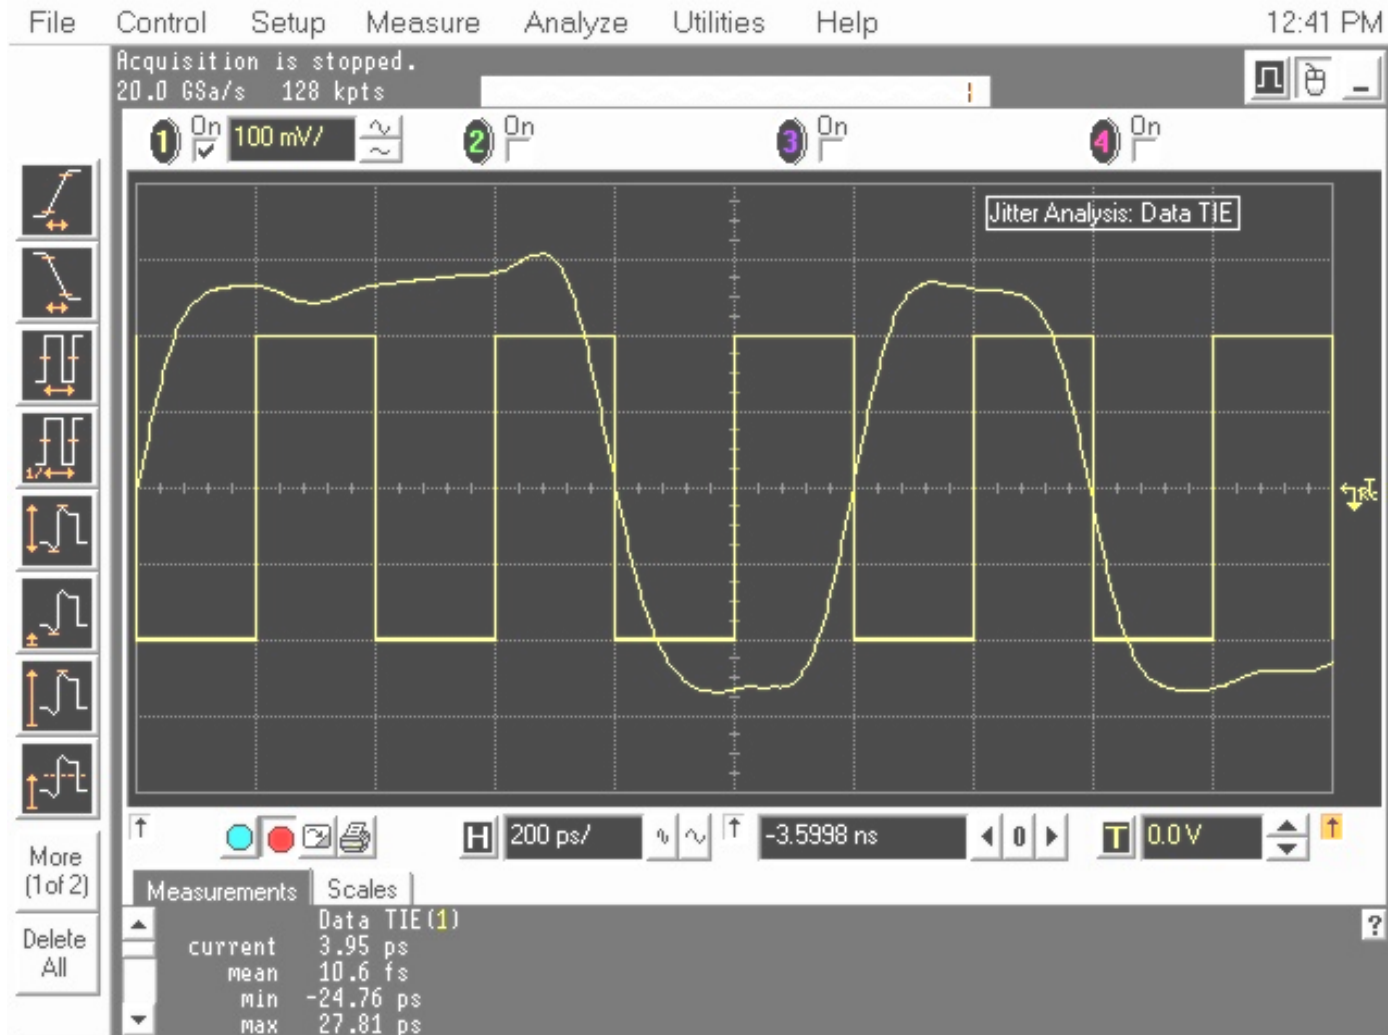 File Control Setup Measure Analyze Utilities Help 12:41 PM
Acquisition is stopped.
20.0 GSa/s 128 kpts
1 On 100 mV/ 2 On 3 On 4 On
Jitter Analysis: Data TIE
More
(1 of 2)
Delete
All
H 200 ps/ -3.5998 ns 0 T 0.0 V
Measurements Scales
Data TIE(1)
current 3.95 ps
mean 10.6 fs
min -24.76 ps
max 27.81 ps
?